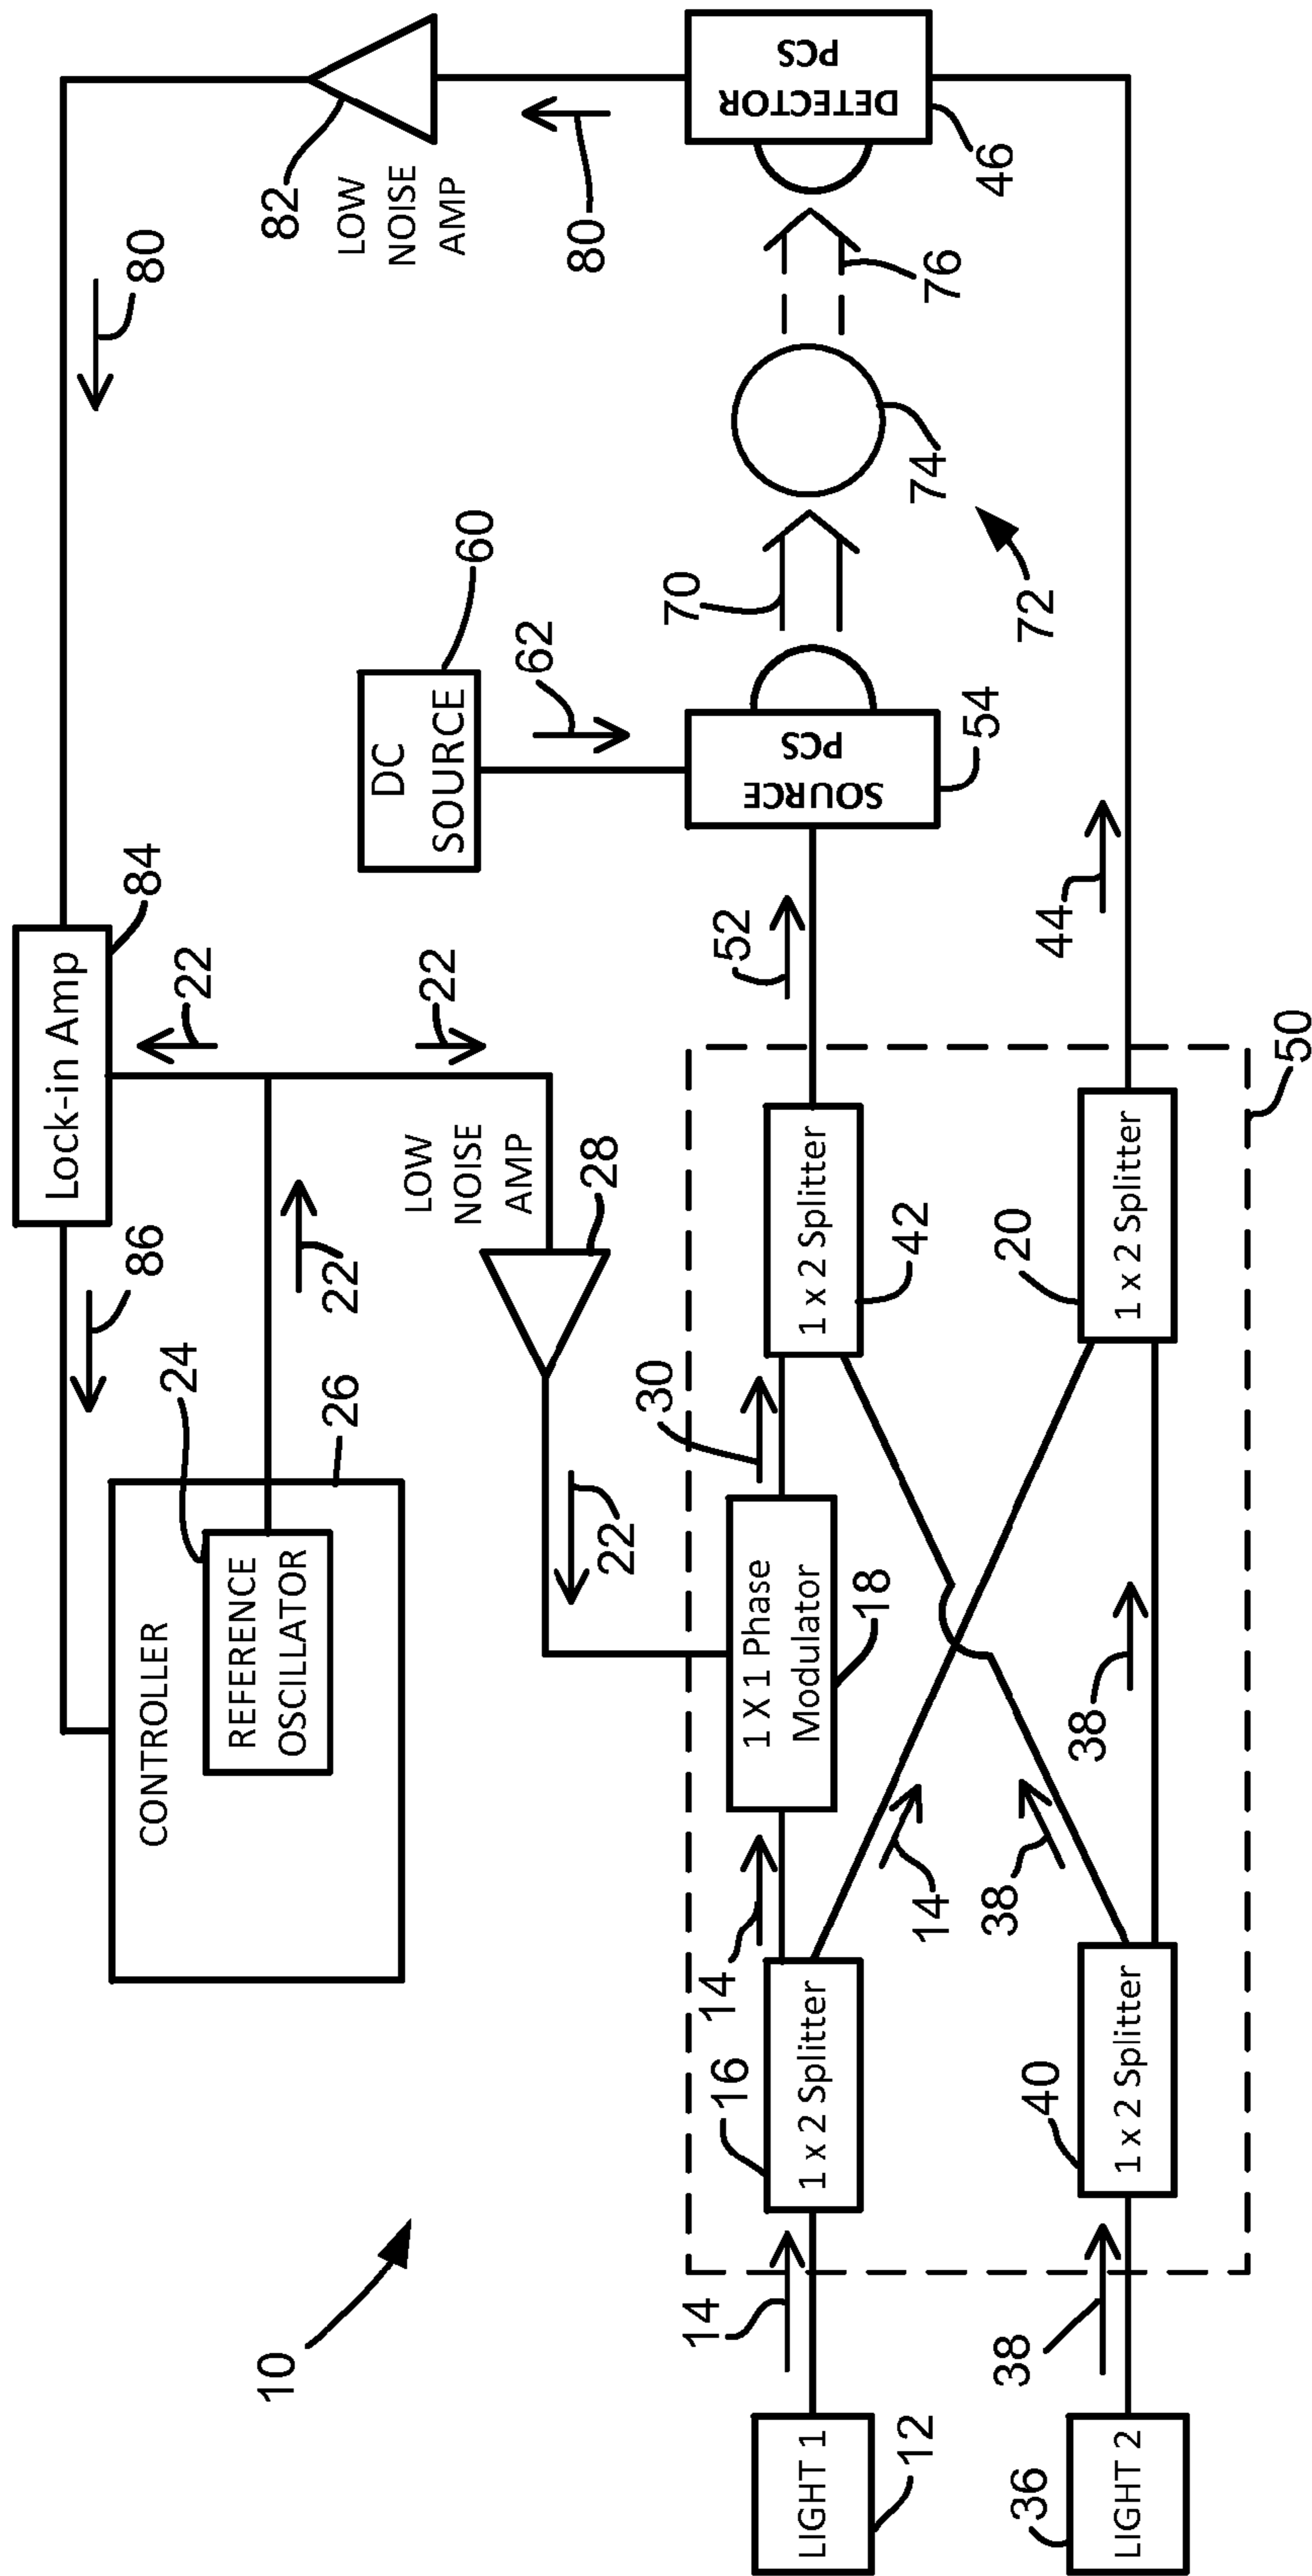 10
CONTROLLER
REFERENCE
OSCILLATOR
24
26
86
22
Lock-in Amp
84
22
22
80
82
LOW
NOISE
AMP
80
LOW
NOISE
AMP
28
22
DC
SOURCE
60
62
LIGHT 1
12
14
16
1 x 2 Splitter
14
1 X 1 Phase
Modulator
18
30
1 x 2 Splitter
42
52
SOURCE
PCS
54
70
72
74
76
DETECTOR
PCS
46
14
38
LIGHT 2
36
38
40
1 x 2 Splitter
38
20
1 x 2 Splitter
44
50